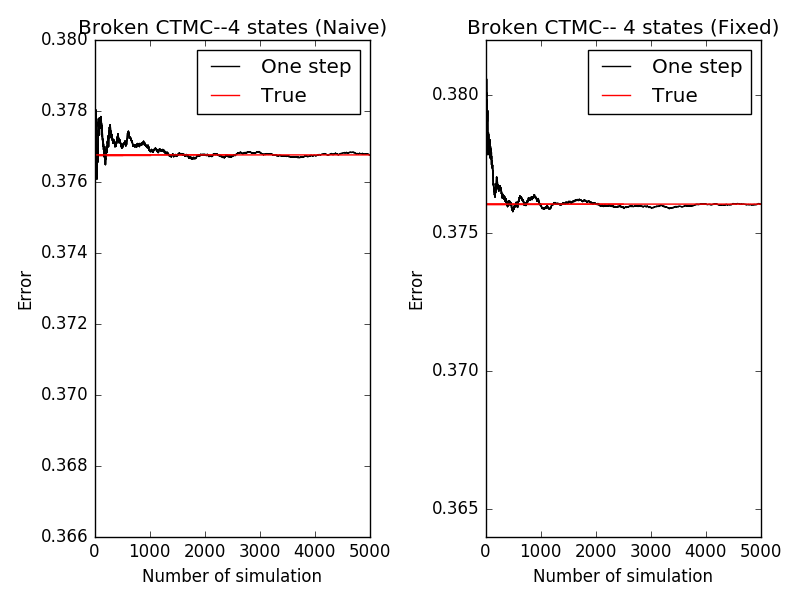 Broken CTMC--4 states (Naive)
One step
True
0.380
0.378
0.376
0.374
0.372
0.370
0.368
0.366
Error
0 1000 2000 3000 4000 5000
Number of simulation
Broken CTMC-- 4 states (Fixed)
One step
True
0.380
0.375
0.370
0.365
Error
0 1000 2000 3000 4000 5000
Number of simulation